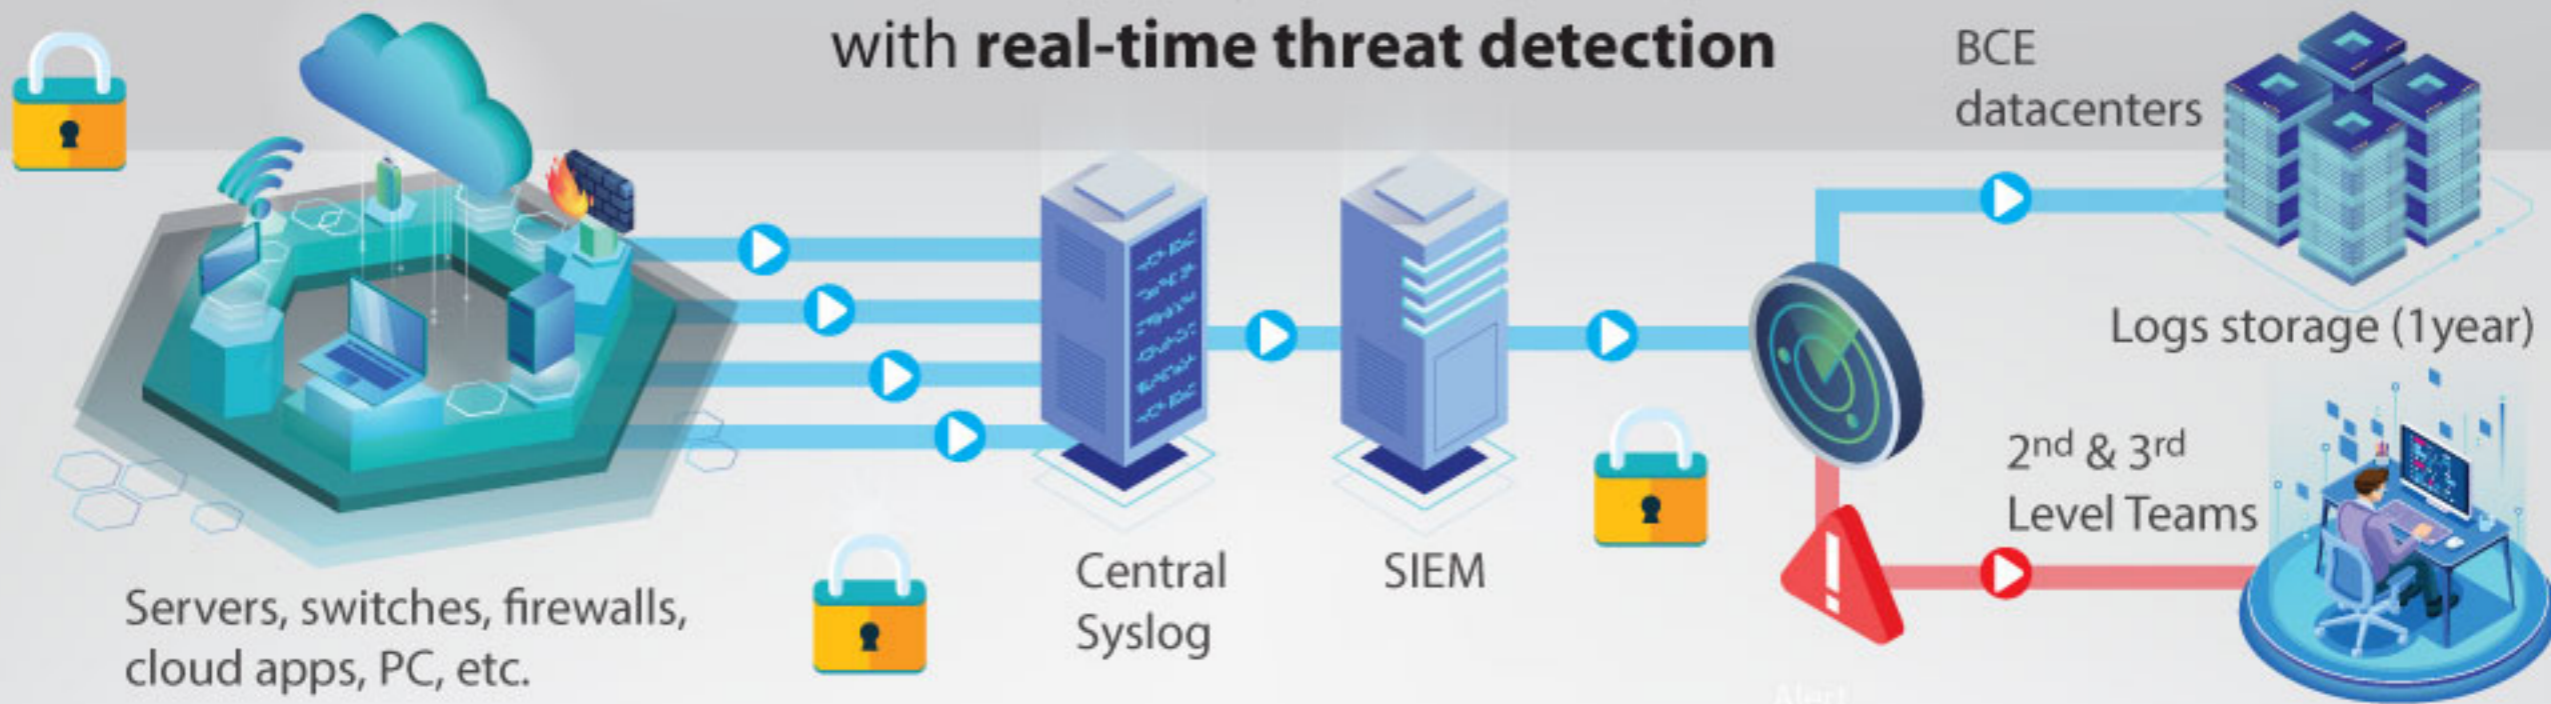 with real-time threat detection
BCE
datacenters
Logs storage (1year)
2nd & 3rd
Level Teams
Central
Syslog
SIEM
Servers, switches, firewalls,
cloud apps, PC, etc.
Alert